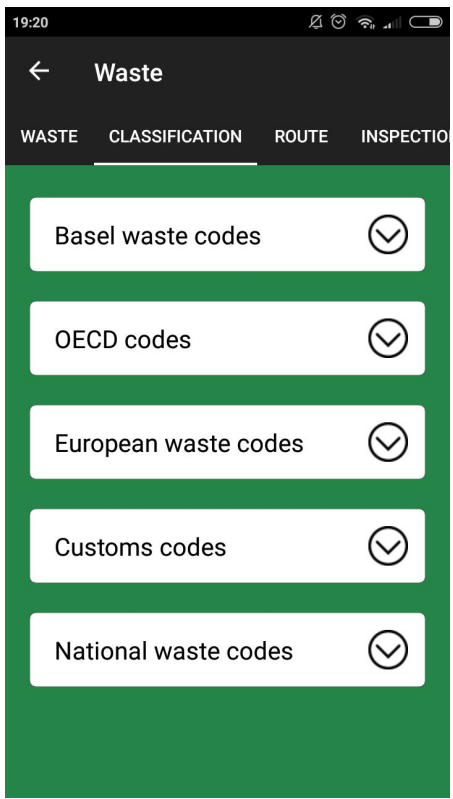 19:20
Waste
WASTE CLASSIFICATION ROUTE INSPECTIO
Basel waste codes
OECD codes
European waste codes
Customs codes
National waste codes